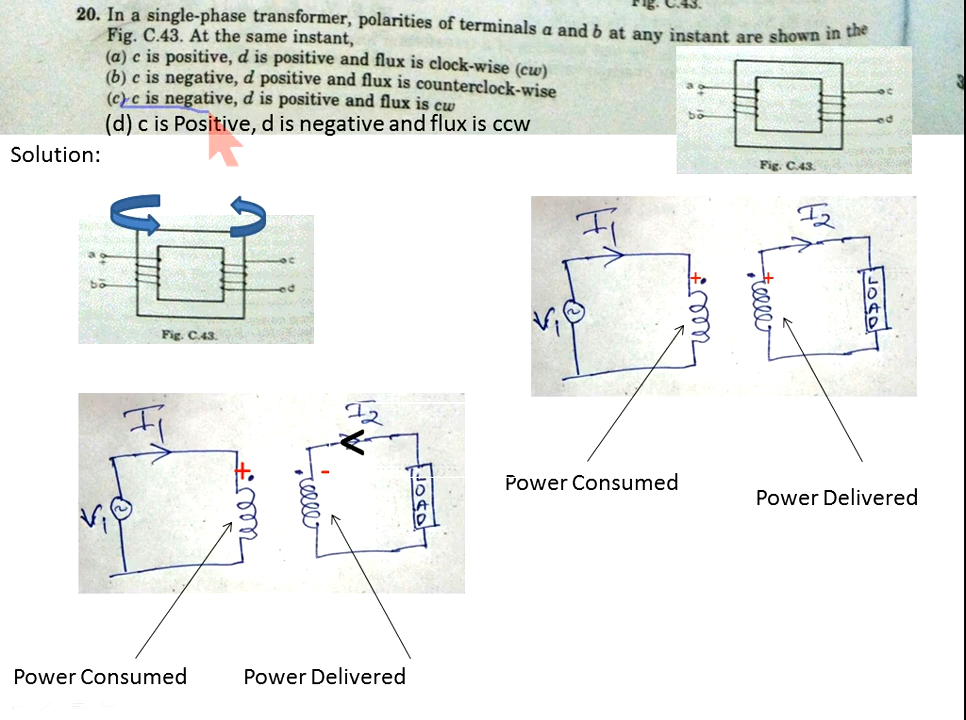 Fig. C.43.
20. In a single-phase transformer, polarities of terminals a and b at any instant are shown in the
Fig. C.43. At the same instant,
(a) c is positive, d is positive and flux is clock-wise (cw)
(b) c is negative, d positive and flux is counterclock-wise
(c) c is negative, d is positive and flux is cw
(d) c is Positive, d is negative and flux is ccw
a + c
b - d
Fig. C.43.
Solution:
a + c
b - d
Fig. C.43.
I1 I2
V1 + + LOAD
Power Consumed
Power Delivered
I1 I2
<
V1 + - LOAD
Power Consumed Power Delivered